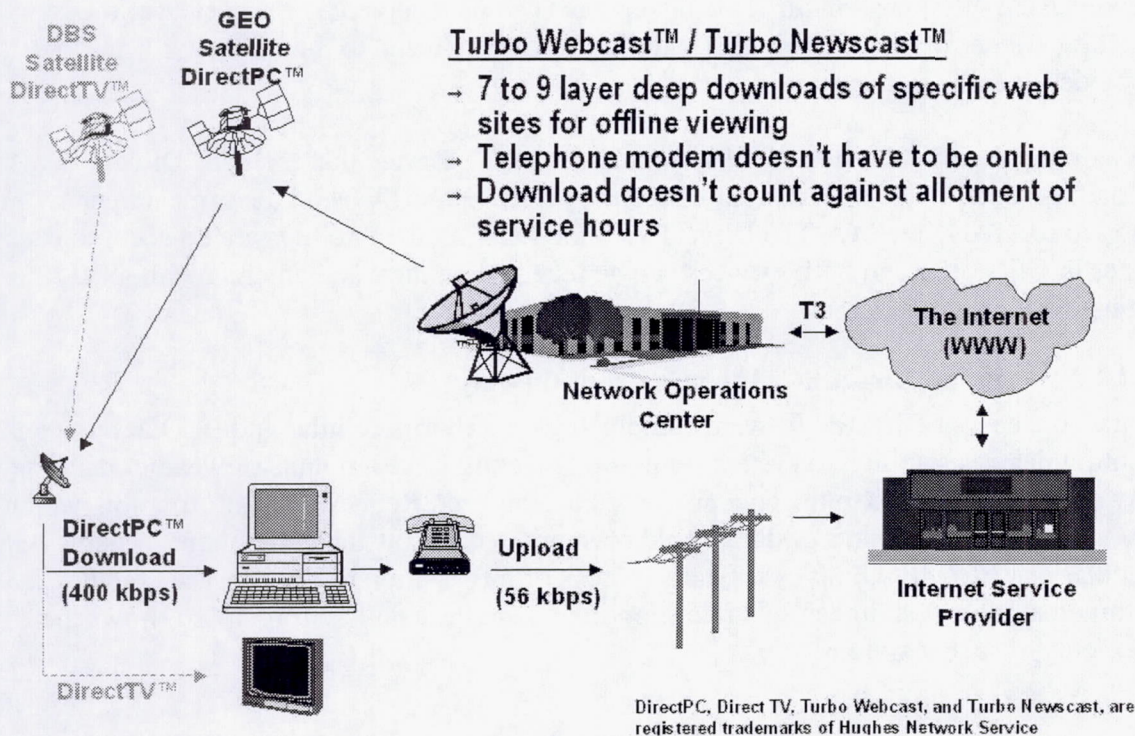 DBS
Satellite
DirectTV™
GEO
Satellite
DirectPC™
Turbo Webcast™ / Turbo Newscast™
→ 7 to 9 layer deep downloads of specific web
sites for offline viewing
→ Telephone modem doesn't have to be online
→ Download doesn't count against allotment of
service hours
T3
The Internet
(WWW)
Network Operations
Center
DirectPC™
Download
(400 kbps)
Upload
(56 kbps)
Internet Service
Provider
DirectTV™
DirectPC, Direct TV, Turbo Webcast, and Turbo Newscast, are
registered trademarks of Hughes Network Service